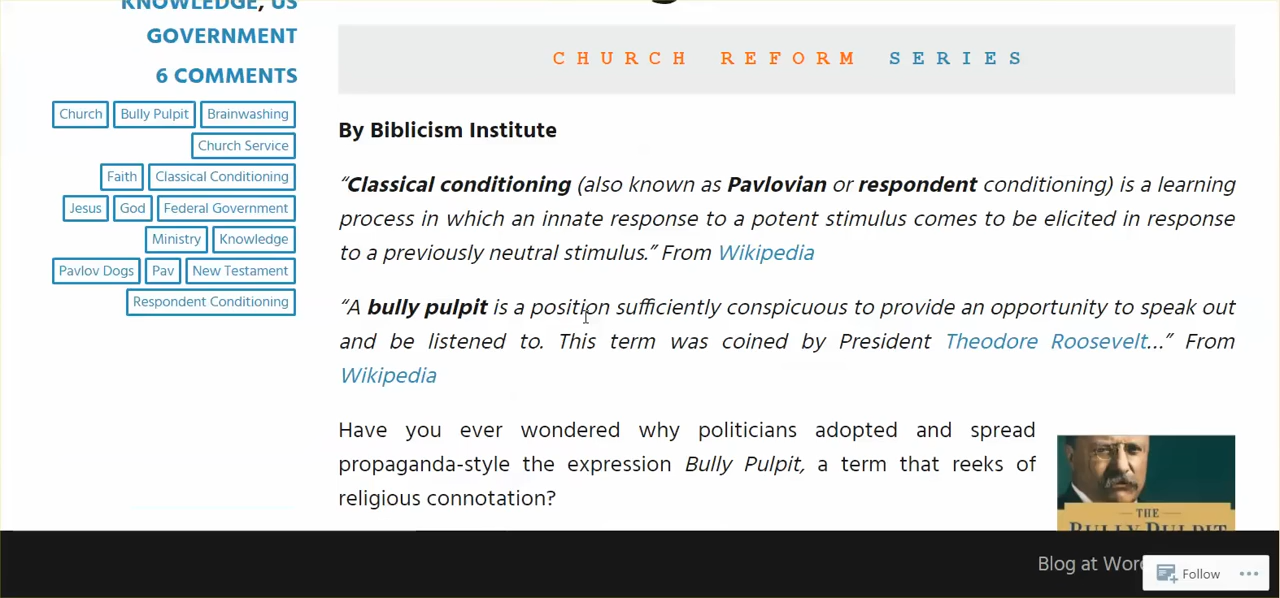 KNOWLEDGE, US
GOVERNMENT
6 COMMENTS
Church Bully Pulpit Brainwashing
Church Service
Faith Classical Conditioning
Jesus God Federal Government
Ministry Knowledge
Pavlov Dogs Pav New Testament
Respondent Conditioning
CHURCH REFORM SERIES
By Biblicism Institute
“Classical conditioning (also known as Pavlovian or respondent conditioning) is a learning
process in which an innate response to a potent stimulus comes to be elicited in response
to a previously neutral stimulus.” From Wikipedia
“A bully pulpit is a position sufficiently conspicuous to provide an opportunity to speak out
and be listened to. This term was coined by President Theodore Roosevelt…” From
Wikipedia
Have you ever wondered why politicians adopted and spread
propaganda-style the expression Bully Pulpit, a term that reeks of
religious connotation?
THE
BULLY PULPIT
Blog at Wor
Follow